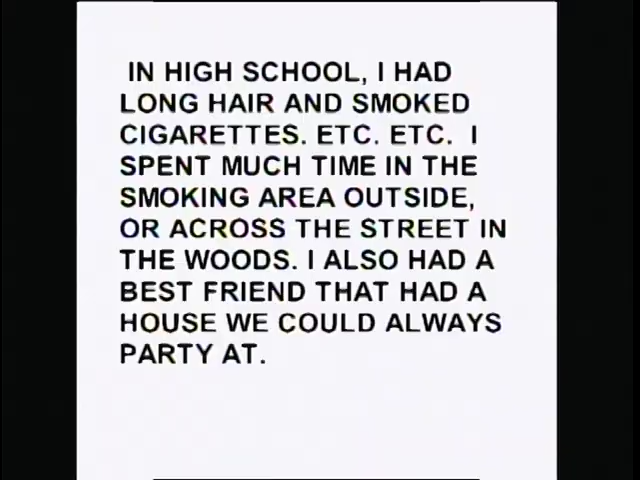 IN HIGH SCHOOL, I HAD
LONG HAIR AND SMOKED
CIGARETTES. ETC. ETC.  I
SPENT MUCH TIME IN THE
SMOKING AREA OUTSIDE,
OR ACROSS THE STREET IN
THE WOODS. I ALSO HAD A
BEST FRIEND THAT HAD A
HOUSE WE COULD ALWAYS
PARTY AT.